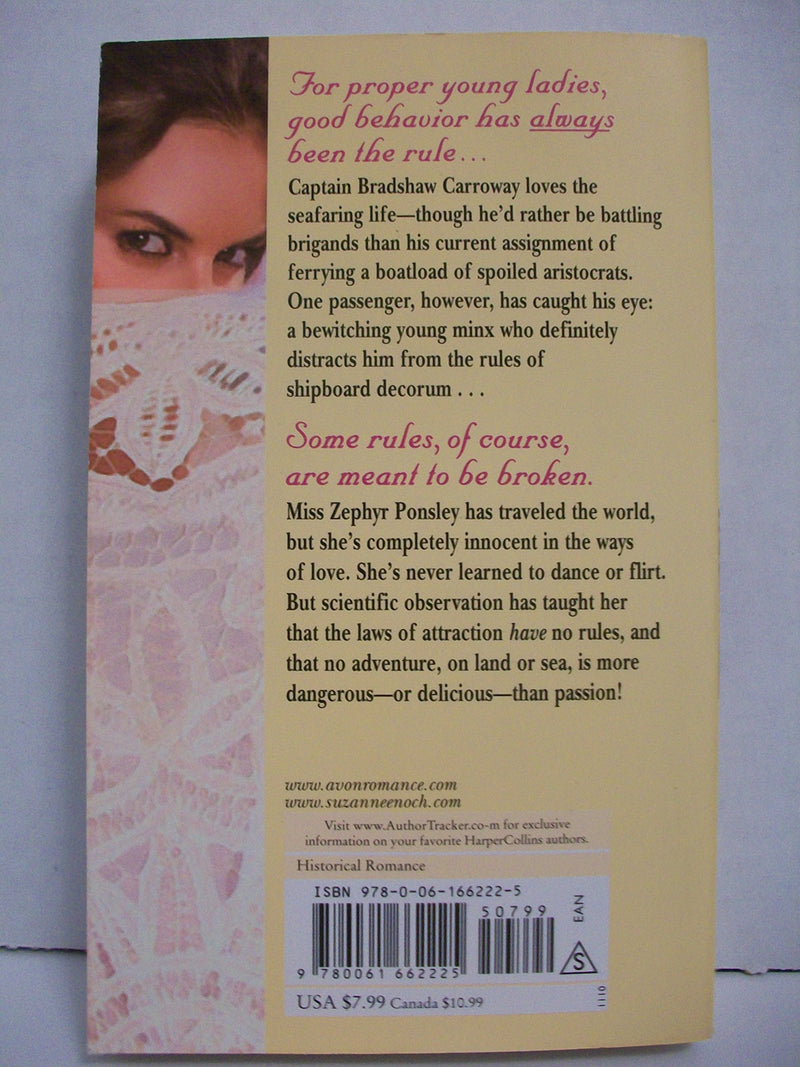 For proper young ladies,
good behavior has always
been the rule...
Captain Bradshaw Carroway loves the
seafaring life—though he'd rather be battling
brigands than his current assignment of
ferrying a boatload of spoiled aristocrats.
One passenger, however, has caught his eye:
a bewitching young minx who definitely
distracts him from the rules of
shipboard decorum . . .
Some rules, of course,
are meant to be broken.
Miss Zephyr Ponsley has traveled the world,
but she's completely innocent in the ways
of love. She's never learned to dance or flirt.
But scientific observation has taught her
that the laws of attraction have no rules, and
that no adventure, on land or sea, is more
dangerous—or delicious—than passion!
www.avonromance.com
www.suzanneenoch.com
Visit www.AuthorTracker.co-m for exclusive
information on your favorite HarperCollins authors.
Historical Romance
ISBN 978-0-06-166222-5
50799
EAN
S
9 780061 662225
USA $7.99 Canada $10.99
1110